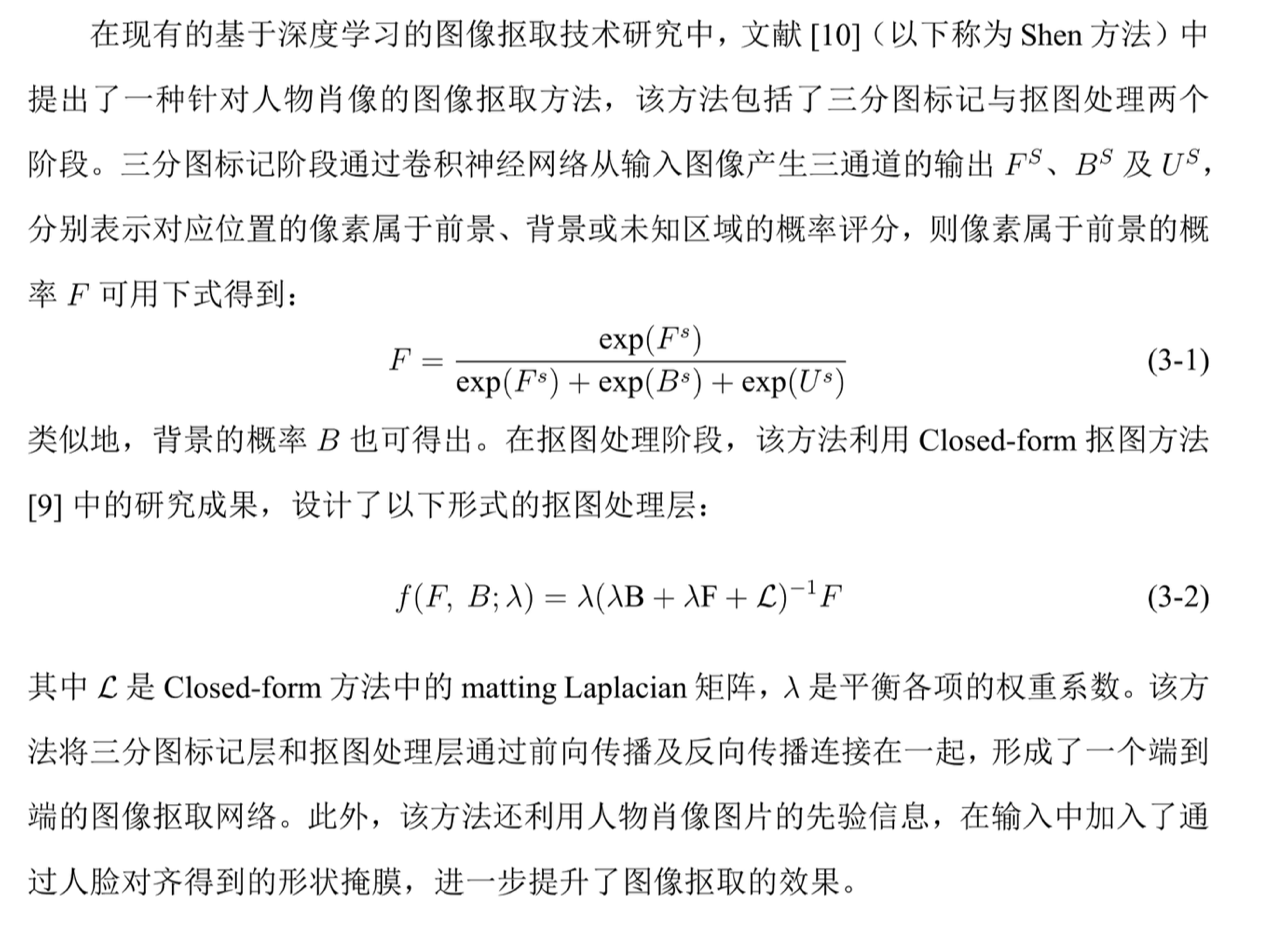 在现有的基于深度学习的图像抠取技术研究中，文献 [10]（以下称为 Shen 方法）中
提出了一种针对人物肖像的图像抠取方法，该方法包括了三分图标记与抠图处理两个
阶段。三分图标记阶段通过卷积神经网络从输入图像产生三通道的输出 F^S、B^S 及 U^S，
分别表示对应位置的像素属于前景、背景或未知区域的概率评分，则像素属于前景的概
率 F 可用下式得到：
F = exp(F^s) / (exp(F^s) + exp(B^s) + exp(U^s)) (3-1)
类似地，背景的概率 B 也可得出。在抠图处理阶段，该方法利用 Closed-form 抠图方法
[9] 中的研究成果，设计了以下形式的抠图处理层：
f(F, B; λ) = λ(λB + λF + ℒ)^{-1}F (3-2)
其中 ℒ 是 Closed-form 方法中的 matting Laplacian 矩阵，λ 是平衡各项的权重系数。该方
法将三分图标记层和抠图处理层通过前向传播及反向传播连接在一起，形成了一个端到
端的图像抠取网络。此外，该方法还利用人物肖像图片的先验信息，在输入中加入了通
过人脸对齐得到的形状掩膜，进一步提升了图像抠取的效果。